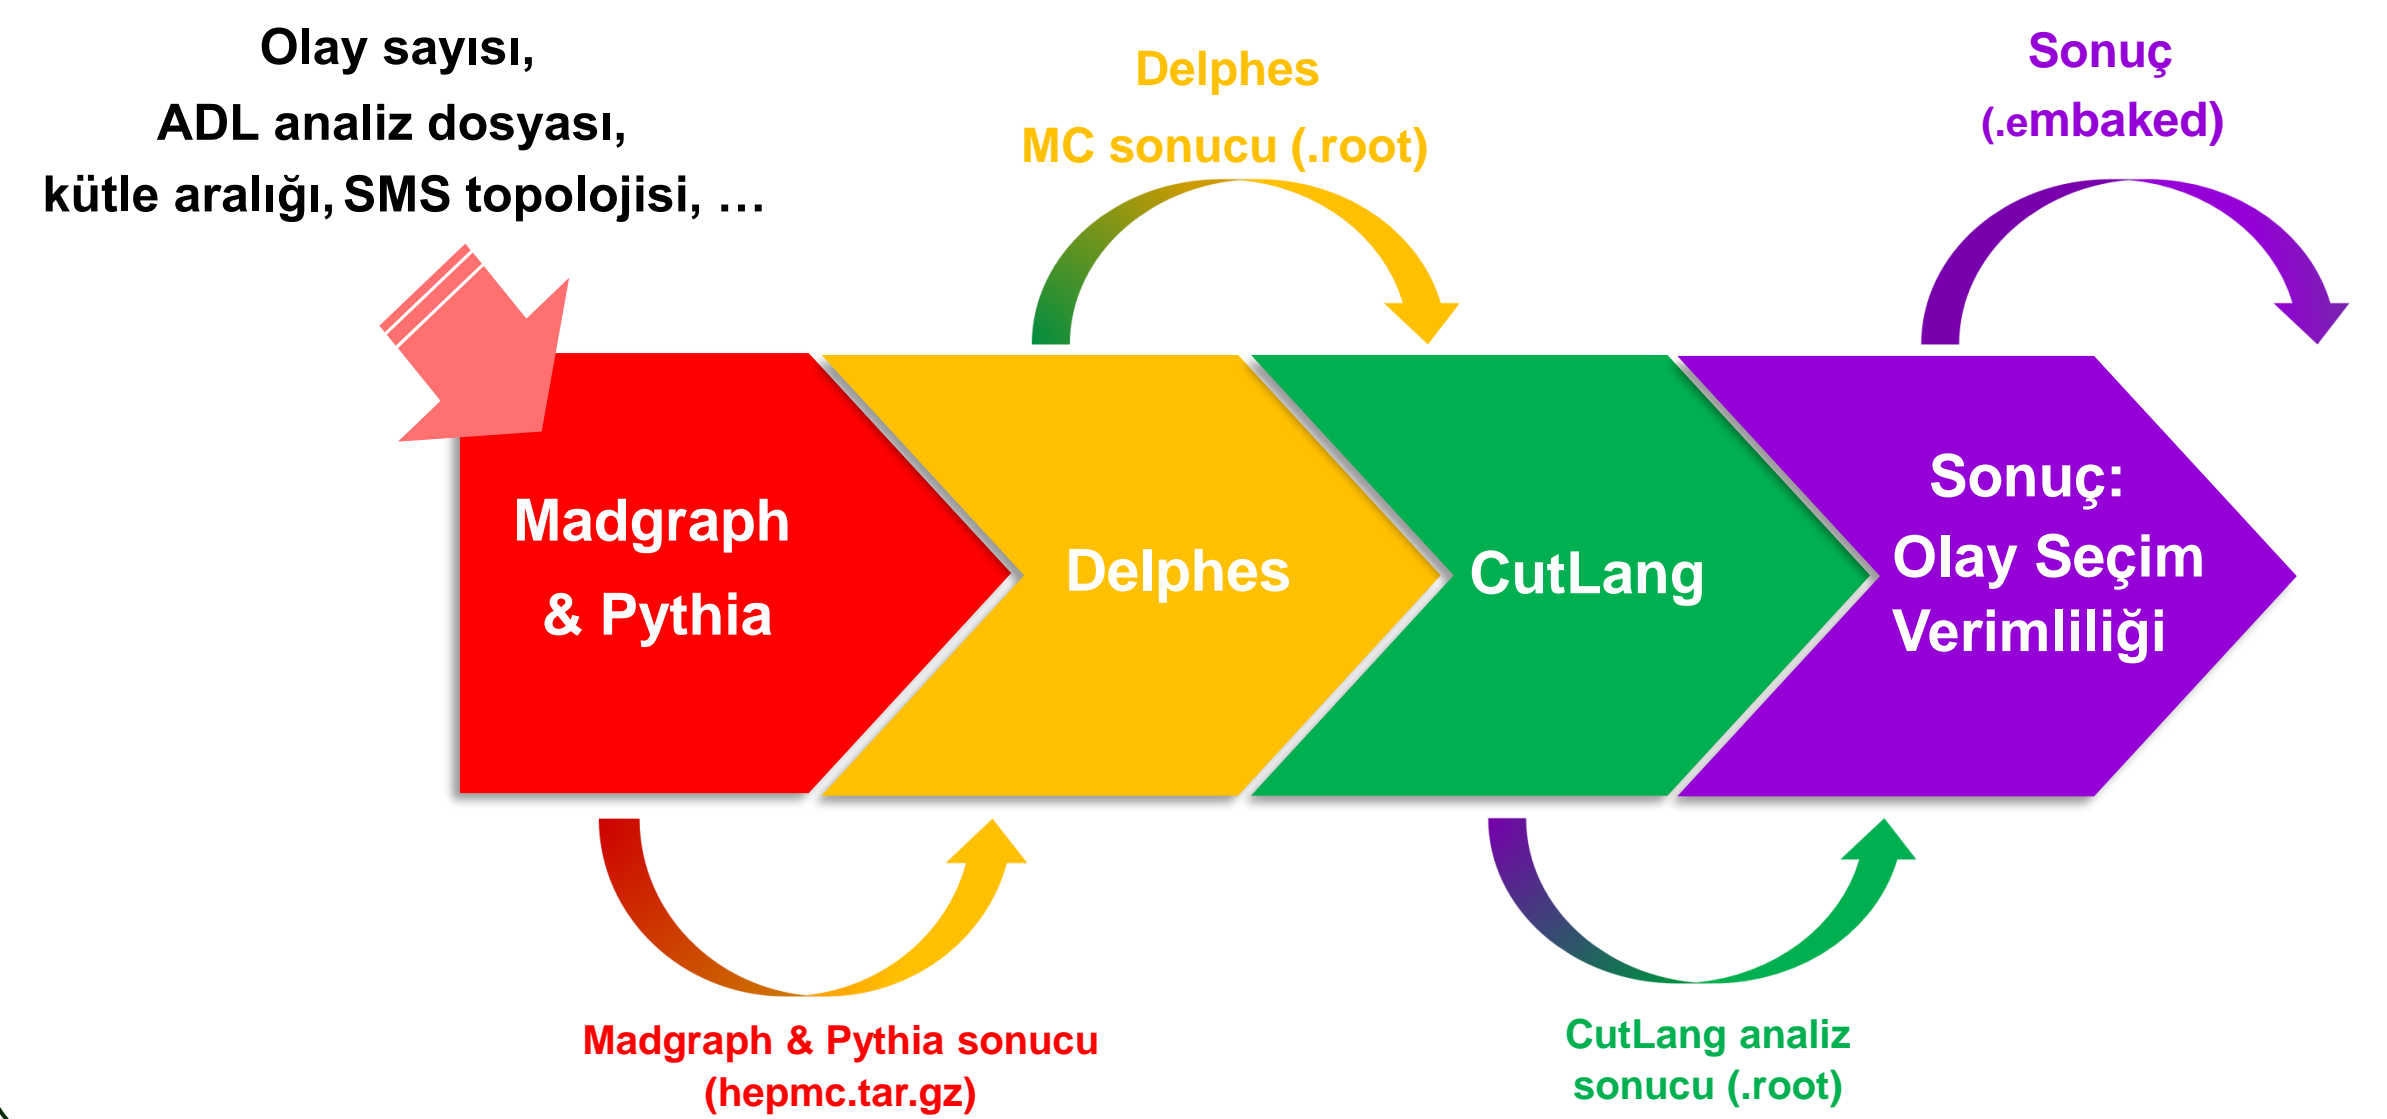 Olay sayısı,
ADL analiz dosyası,
kütle aralığı, SMS topolojisi, …
Delphes
MC sonucu (.root)
Sonuç
(.embaked)
Madgraph
& Pythia
Delphes
CutLang
Sonuç:
Olay Seçim
Verimliliği
Madgraph & Pythia sonucu
(hepmc.tar.gz)
CutLang analiz
sonucu (.root)